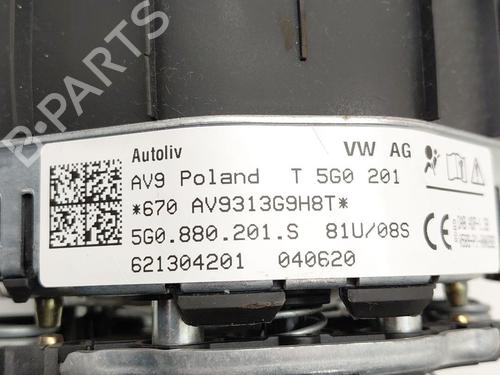 B-PARTS
Autoliv VW AG
AV9 Poland T 5G0 201
*670 AV9313G9H8T*
5G0.880.201.S 81U/08S
621304201 040620